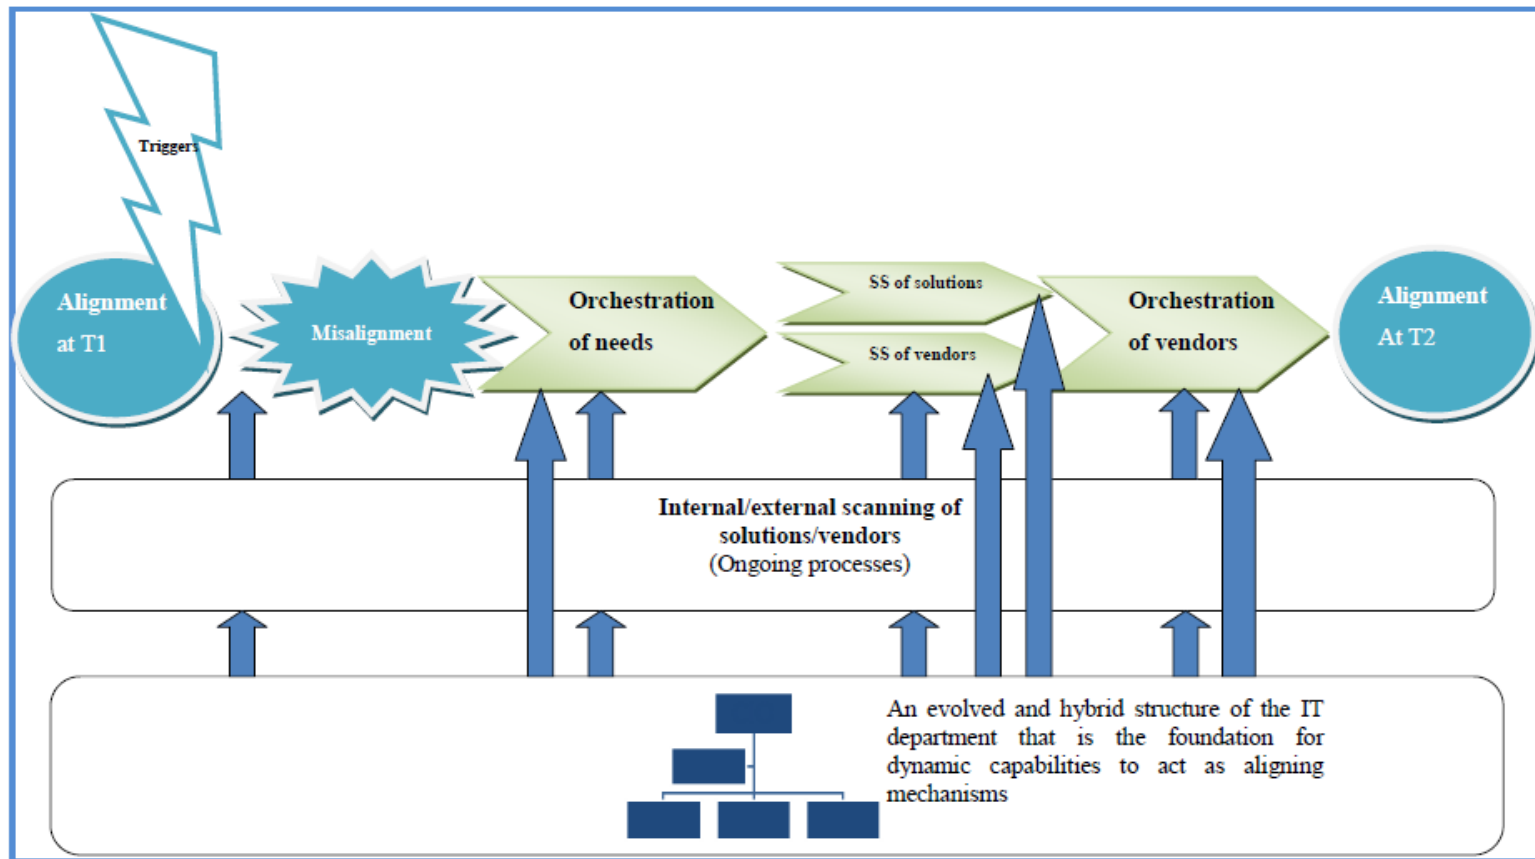 Triggers
Alignment
at T1
Misalignment
Orchestration
of needs
SS of solutions
SS of vendors
Orchestration
of vendors
Alignment
At T2
Internal/external scanning of
solutions/vendors
(Ongoing processes)
An evolved and hybrid structure of the IT
department that is the foundation for
dynamic capabilities to act as aligning
mechanisms